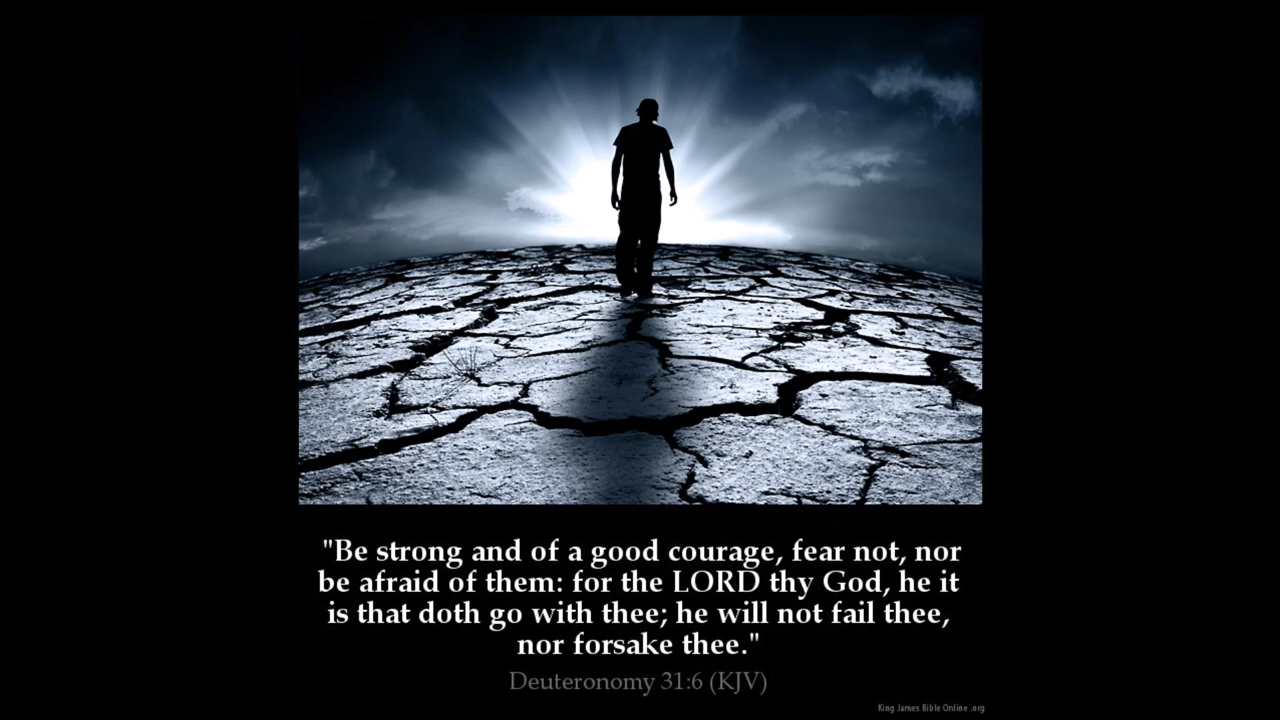 "Be strong and of a good courage, fear not, nor
be afraid of them: for the LORD thy God, he it
is that doth go with thee; he will not fail thee,
nor forsake thee."
Deuteronomy 31:6 (KJV)
King James Bible Online .org